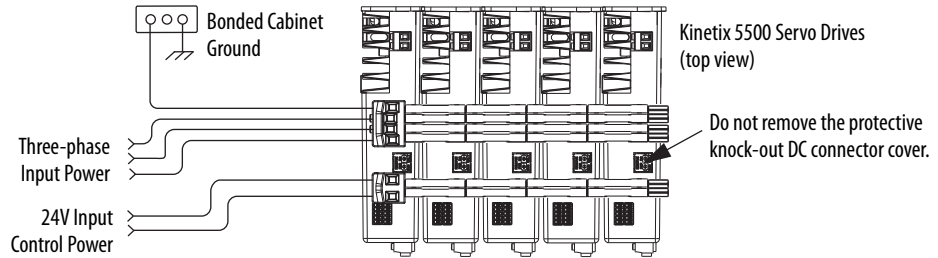 Bonded Cabinet
Ground
Kinetix 5500 Servo Drives
(top view)
Three-phase
Input Power
Do not remove the protective
knock-out DC connector cover.
24V Input
Control Power